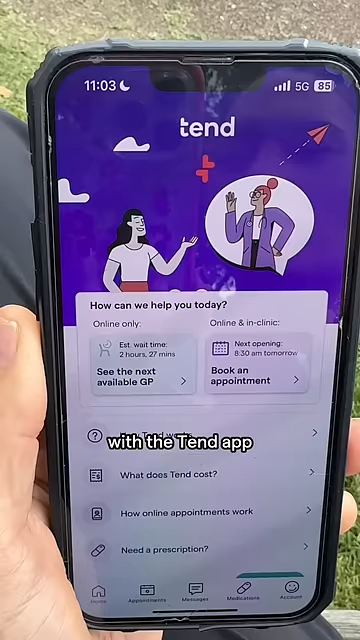 11:03
5G 85
tend
How can we help you today?
Online only:
Est. wait time:
2 hours, 27 mins
See the next
available GP
Online & in-clinic:
Next opening:
8:30 am tomorrow
Book an
appointment
with the Tend app
What does Tend cost?
How online appointments work
Need a prescription?
Home
Appointments
Messages
Medications
Account